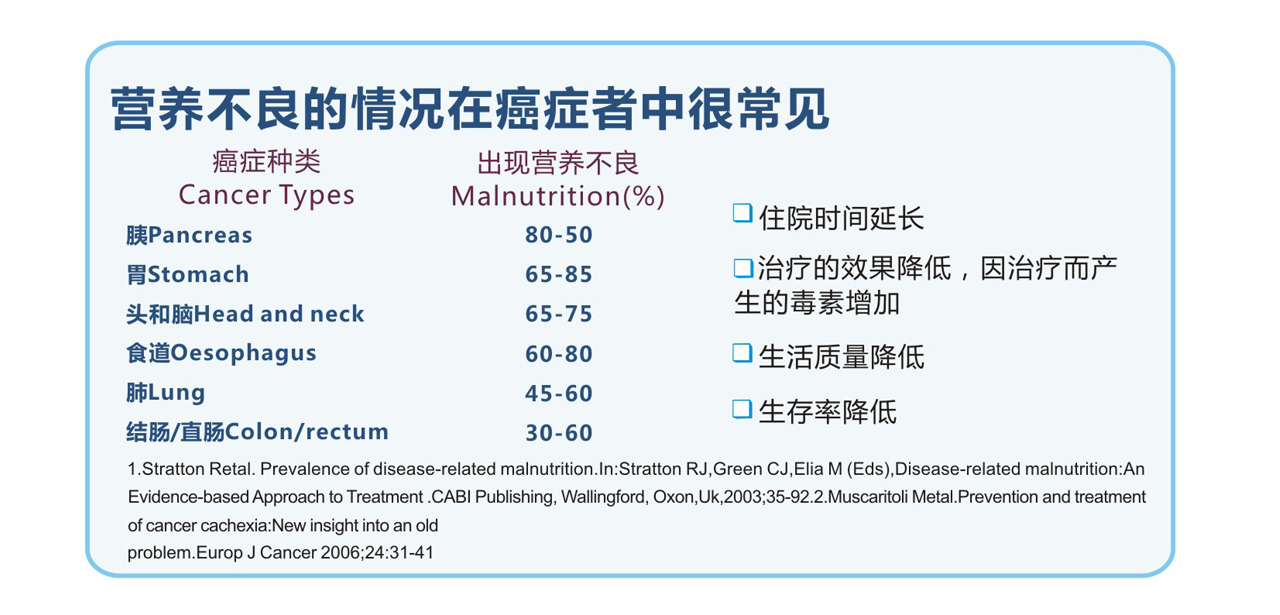 营养不良的情况在癌症者中很常见
癌症种类 出现营养不良
Cancer Types Malnutrition(%)
胰Pancreas 80-50
胃Stomach 65-85
头和脑Head and neck 65-75
食道Oesophagus 60-80
肺Lung 45-60
结肠/直肠Colon/rectum 30-60
❑住院时间延长
❑治疗的效果降低，因治疗而产
生的毒素增加
❑生活质量降低
❑生存率降低
1.Stratton Retal. Prevalence of disease-related malnutrition.In:Stratton RJ,Green CJ,Elia M (Eds),Disease-related malnutrition:An
Evidence-based Approach to Treatment .CABI Publishing, Wallingford, Oxon,Uk,2003;35-92.2.Muscaritoli Metal.Prevention and treatment
of cancer cachexia:New insight into an old
problem.Europ J Cancer 2006;24:31-41